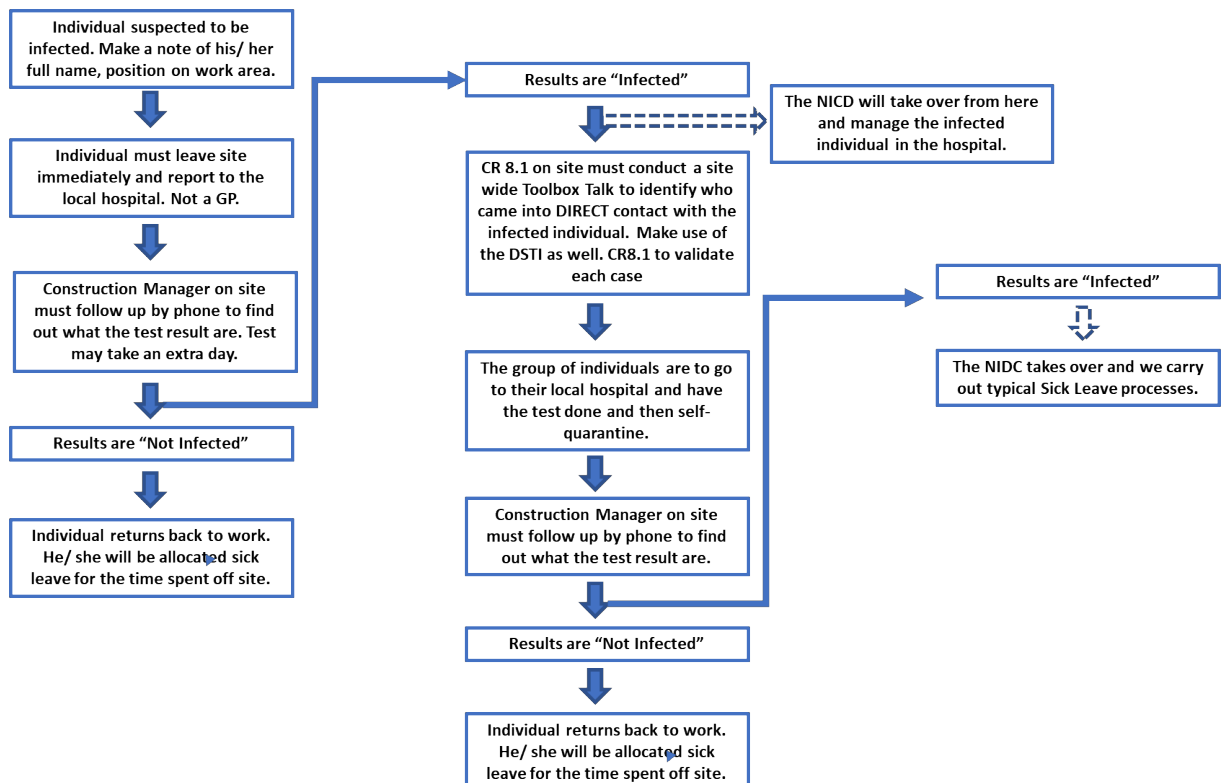 Individual suspected to be
infected. Make a note of his/ her
full name, position on work area.
Individual must leave site
immediately and report to the
local hospital. Not a GP.
Construction Manager on site
must follow up by phone to find
out what the test result are. Test
may take an extra day.
Results are “Not Infected”
Individual returns back to work.
He/ she will be allocated sick
leave for the time spent off site.
Results are “Infected”
The NICD will take over from here
and manage the infected
individual in the hospital.
CR 8.1 on site must conduct a site
wide Toolbox Talk to identify who
came into DIRECT contact with the
infected individual. Make use of
the DSTI as well. CR8.1 to validate
each case
The group of individuals are to go
to their local hospital and have
the test done and then self-
quarantine.
Construction Manager on site
must follow up by phone to find
out what the test result are.
Results are “Not Infected”
Individual returns back to work.
He/ she will be allocated sick
leave for the time spent off site.
Results are “Infected”
The NIDC takes over and we carry
out typical Sick Leave processes.